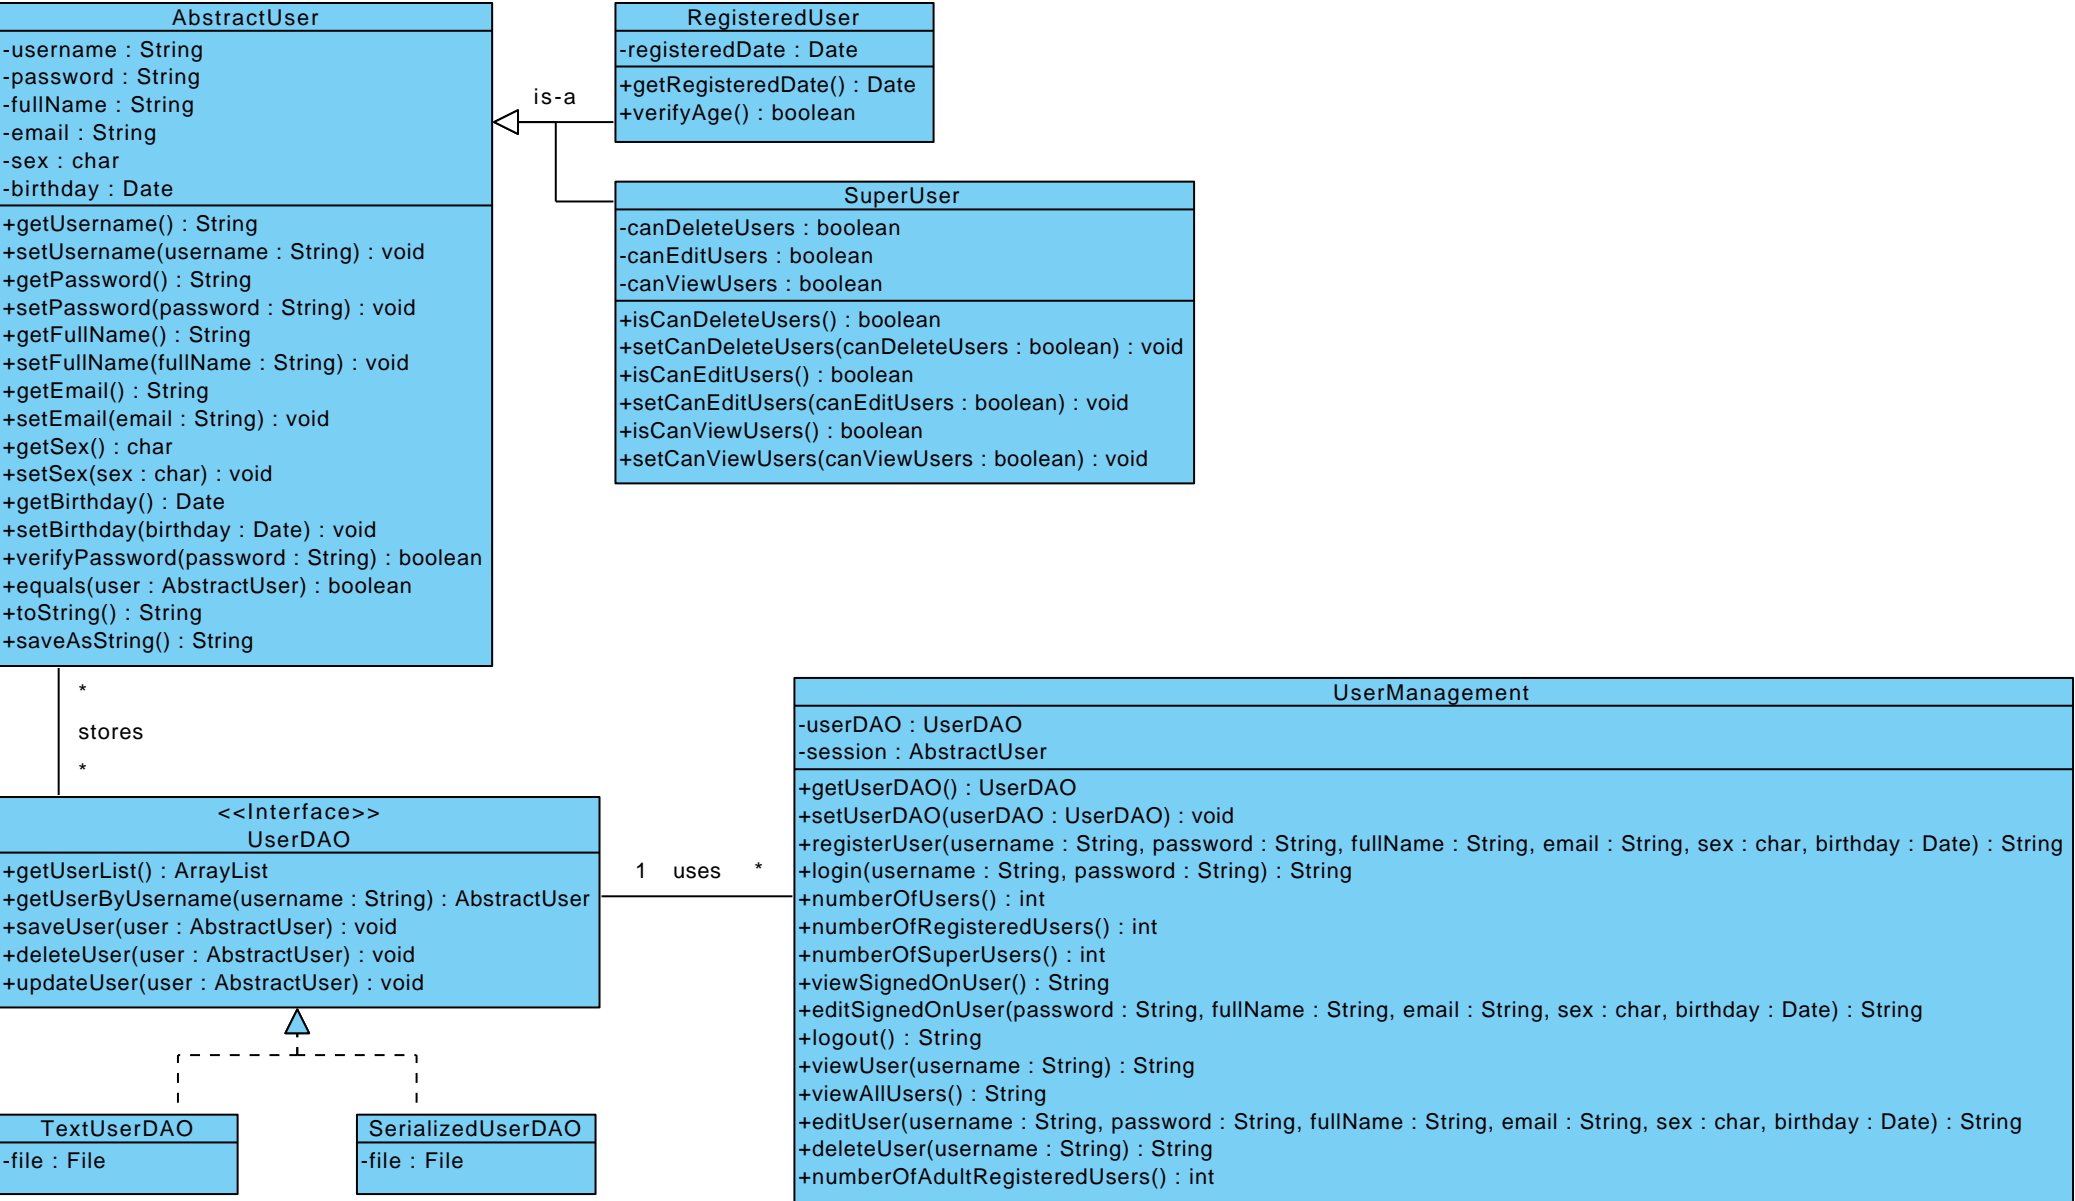 AbstractUser
-username : String
-password : String
-fullName : String
-email : String
-sex : char
-birthday : Date
+getUsername() : String
+setUsername(username : String) : void
+getPassword() : String
+setPassword(password : String) : void
+getFullName() : String
+setFullName(fullName : String) : void
+getEmail() : String
+setEmail(email : String) : void
+getSex() : char
+setSex(sex : char) : void
+getBirthday() : Date
+setBirthday(birthday : Date) : void
+verifyPassword(password : String) : boolean
+equals(user : AbstractUser) : boolean
+toString() : String
+saveAsString() : String
is-a
RegisteredUser
-registeredDate : Date
+getRegisteredDate() : Date
+verifyAge() : boolean
SuperUser
-canDeleteUsers : boolean
-canEditUsers : boolean
-canViewUsers : boolean
+isCanDeleteUsers() : boolean
+setCanDeleteUsers(canDeleteUsers : boolean) : void
+isCanEditUsers() : boolean
+setCanEditUsers(canEditUsers : boolean) : void
+isCanViewUsers() : boolean
+setCanViewUsers(canViewUsers : boolean) : void
*
stores
*
<<Interface>>
UserDAO
+getUserList() : ArrayList
+getUserByUsername(username : String) : AbstractUser
+saveUser(user : AbstractUser) : void
+deleteUser(user : AbstractUser) : void
+updateUser(user : AbstractUser) : void
1 uses *
UserManagement
-userDAO : UserDAO
-session : AbstractUser
+getUserDAO() : UserDAO
+setUserDAO(userDAO : UserDAO) : void
+registerUser(username : String, password : String, fullName : String, email : String, sex : char, birthday : Date) : String
+login(username : String, password : String) : String
+numberOfUsers() : int
+numberOfRegisteredUsers() : int
+numberOfSuperUsers() : int
+viewSignedOnUser() : String
+editSignedOnUser(password : String, fullName : String, email : String, sex : char, birthday : Date) : String
+logout() : String
+viewUser(username : String) : String
+viewAllUsers() : String
+editUser(username : String, password : String, fullName : String, email : String, sex : char, birthday : Date) : String
+deleteUser(username : String) : String
+numberOfAdultRegisteredUsers() : int
TextUserDAO
-file : File
SerializedUserDAO
-file : File